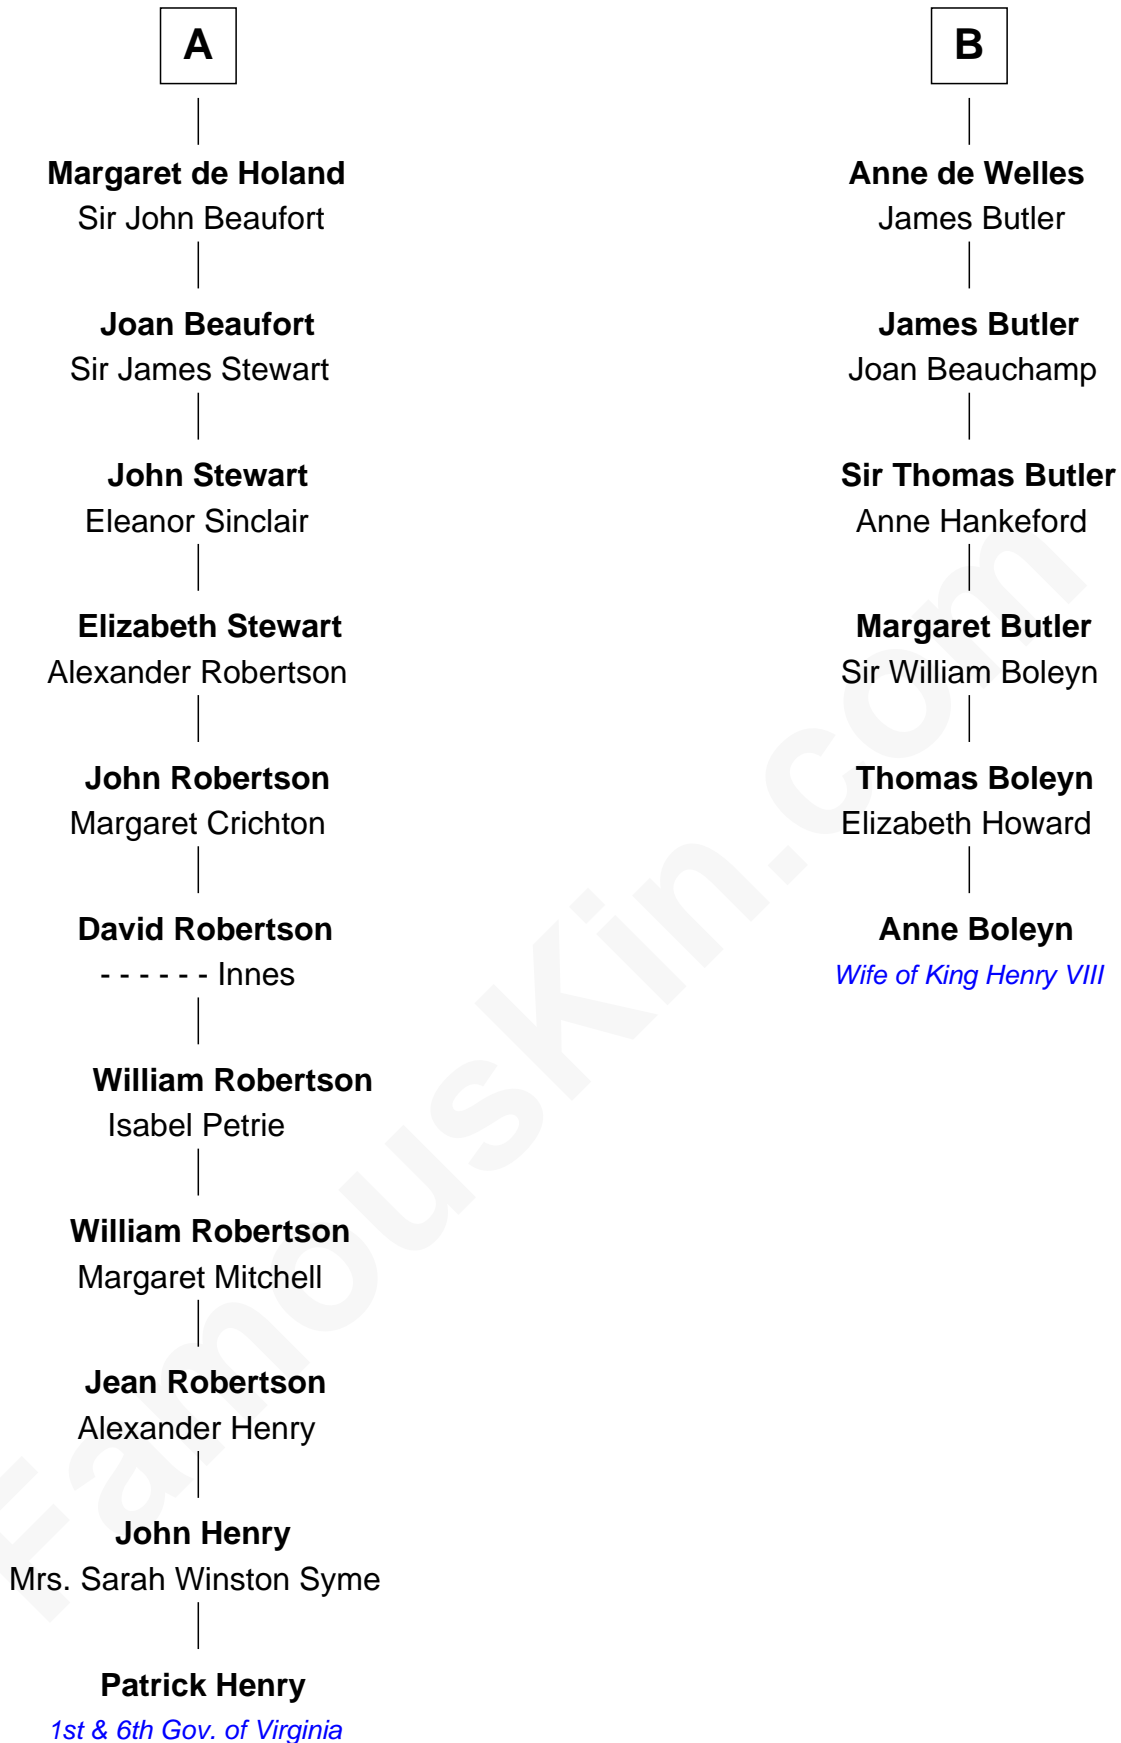 A
Margaret de Holand
Sir John Beaufort
Joan Beaufort
Sir James Stewart
John Stewart
Eleanor Sinclair
Elizabeth Stewart
Alexander Robertson
John Robertson
Margaret Crichton
David Robertson
- - - - - - Innes
William Robertson
Isabel Petrie
William Robertson
Margaret Mitchell
Jean Robertson
Alexander Henry
John Henry
Mrs. Sarah Winston Syme
Patrick Henry
1st & 6th Gov. of Virginia
B
Anne de Welles
James Butler
James Butler
Joan Beauchamp
Sir Thomas Butler
Anne Hankeford
Margaret Butler
Sir William Boleyn
Thomas Boleyn
Elizabeth Howard
Anne Boleyn
Wife of King Henry VIII
FamousKin.com